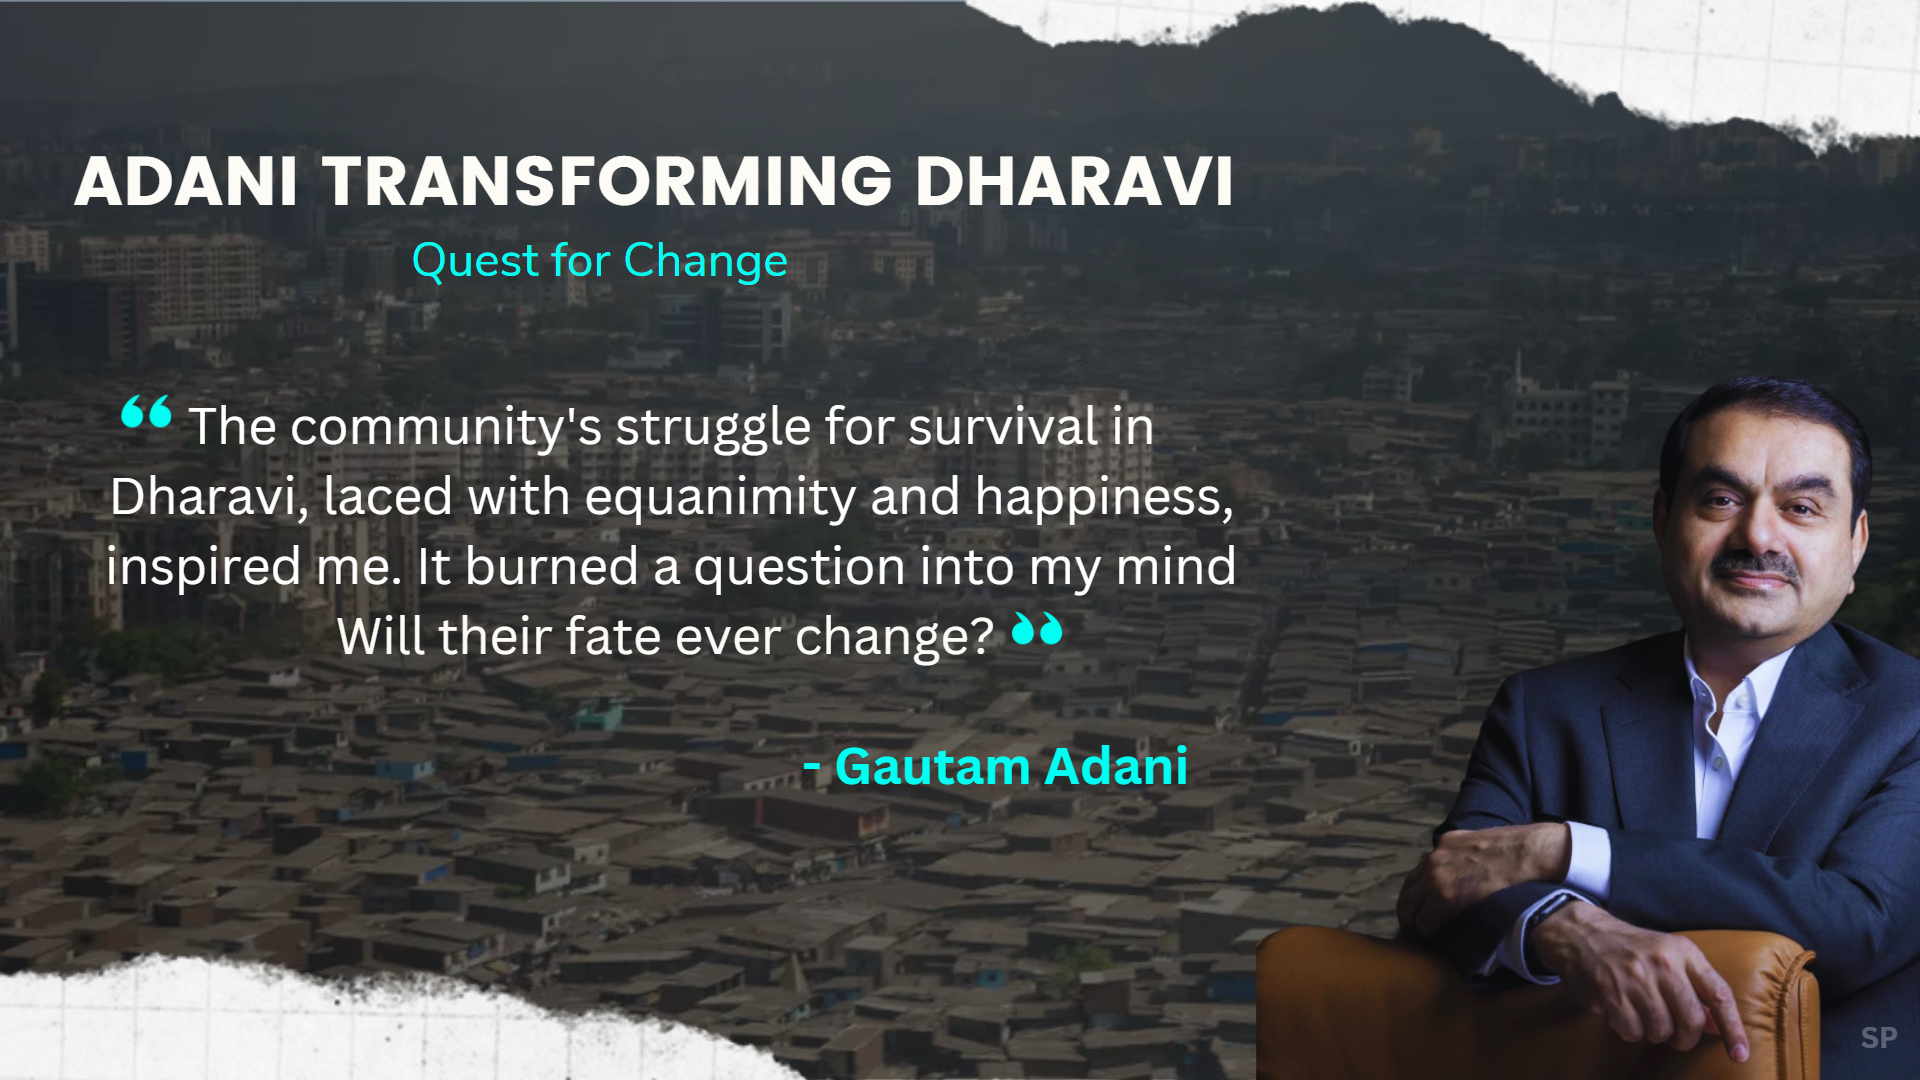 ADANI TRANSFORMING DHARAVI
Quest for Change
“ The community's struggle for survival in
Dharavi, laced with equanimity and happiness,
inspired me. It burned a question into my mind
Will their fate ever change? ”
- Gautam Adani
SP